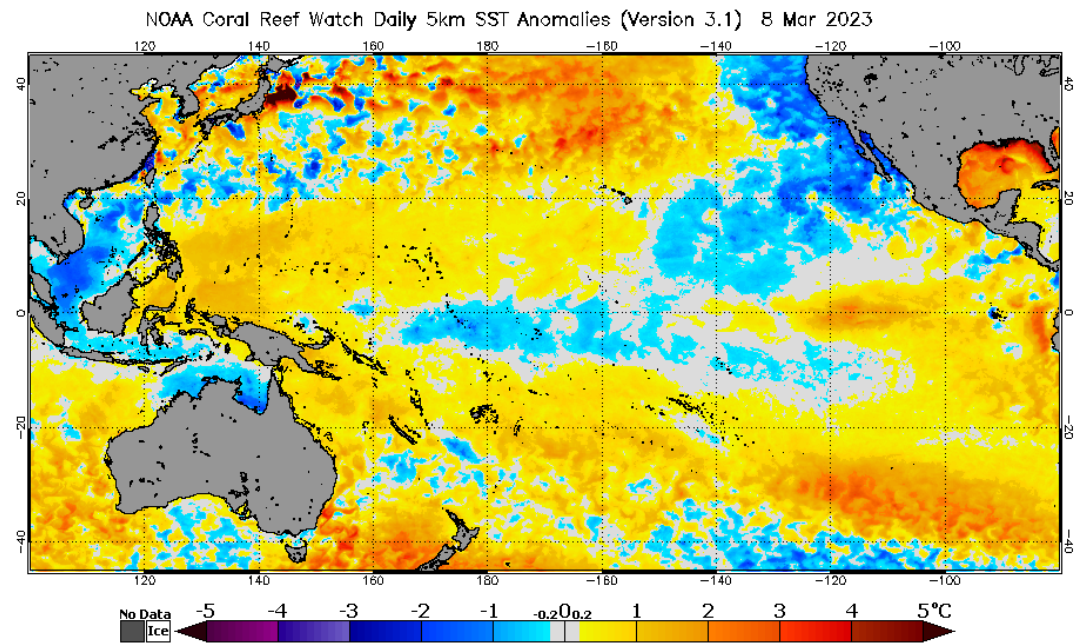 NOAA Coral Reef Watch Daily 5km SST Anomalies (Version 3.1) 8 Mar 2023
120 140 160 180 -160 -140 -120 -100
40 40
20 20
0 0
-20 -20
-40 -40
120 140 160 180 -160 -140 -120 -100
No Data -5 -4 -3 -2 -1 -0.2 0 0.2 1 2 3 4 5°C
Ice